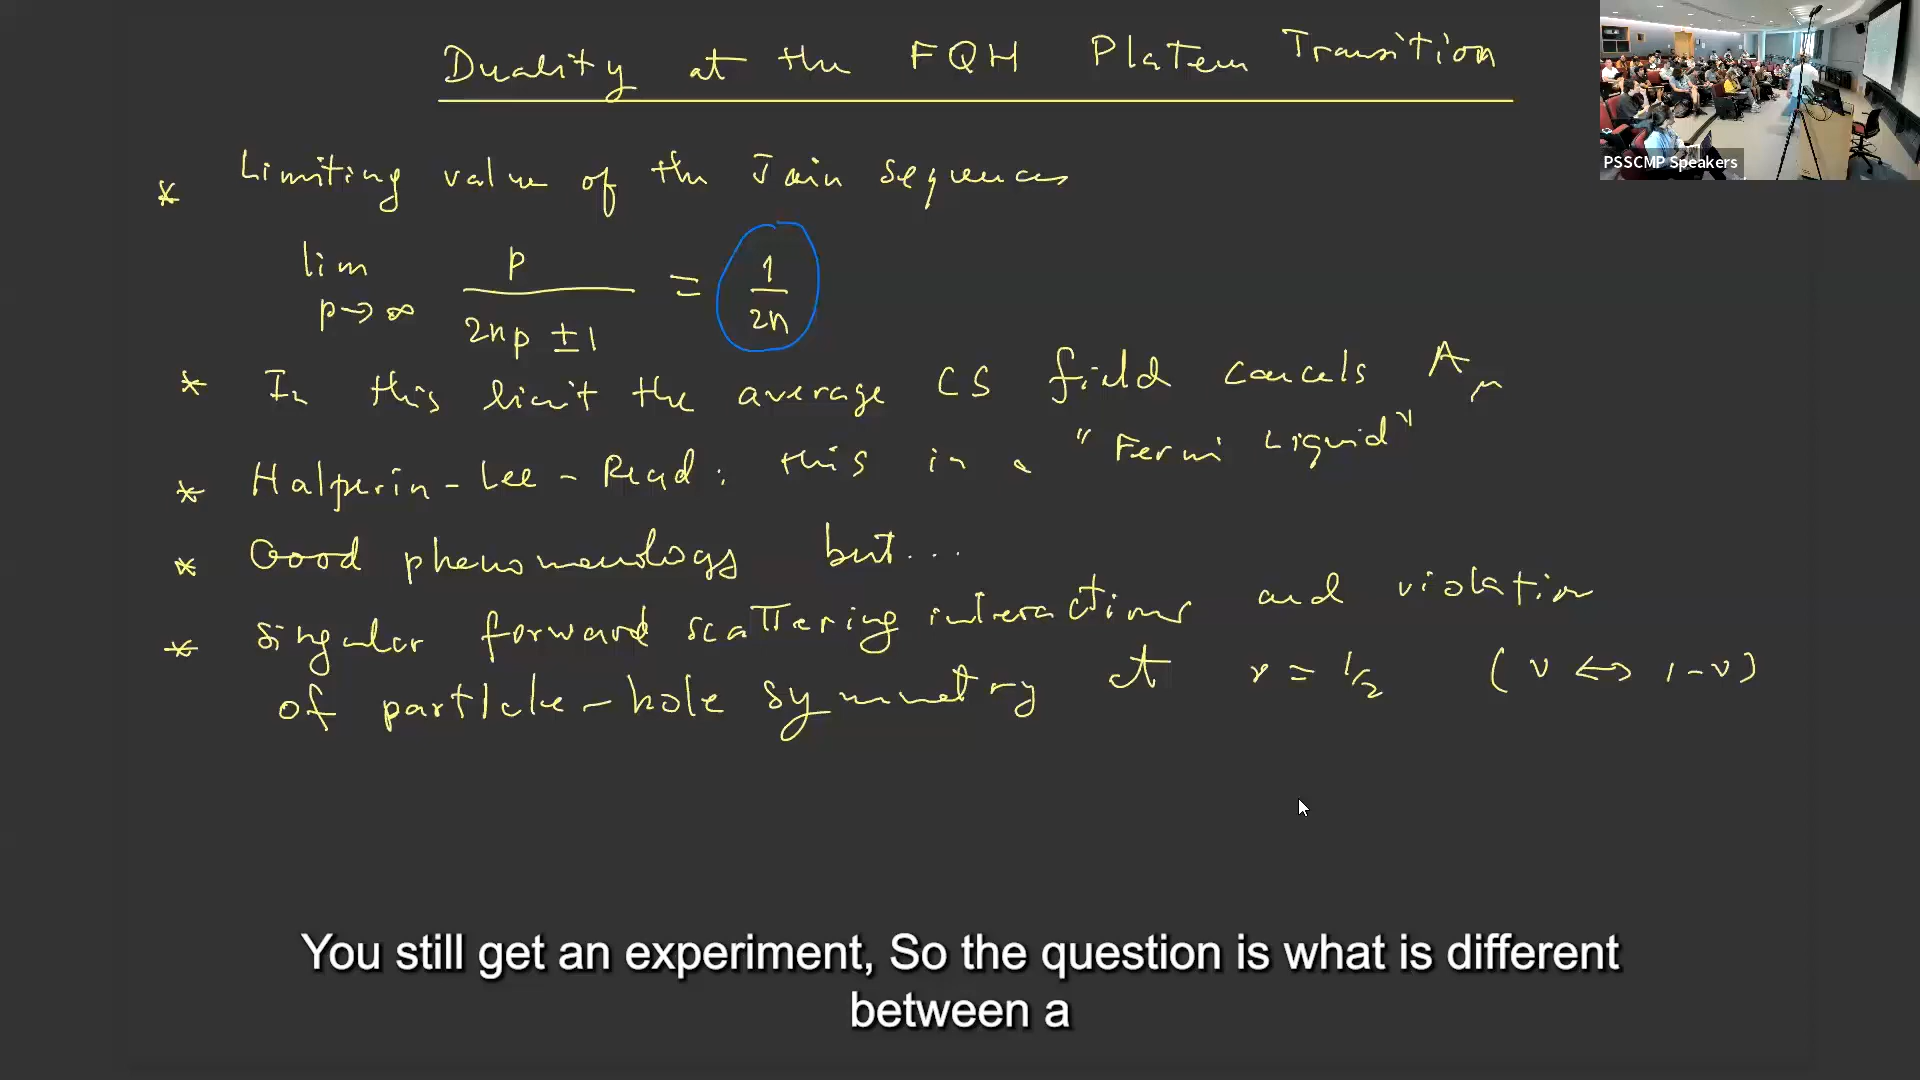 Duality at the FQH Plateau Transition
PSSCMP Speakers
* Limiting value of the Jain sequences
lim p→∞ p / (2np ± 1) = 1 / 2n
* In this limit the average CS field cancels Aμ
* Halperin-Lee-Read: this is a "Fermi Liquid"
* Good phenomenology but...
* Singular forward scattering interactions and violation
of particle-hole symmetry at ν = 1/2 (ν ↔ 1-ν)
You still get an experiment, So the question is what is different
between a